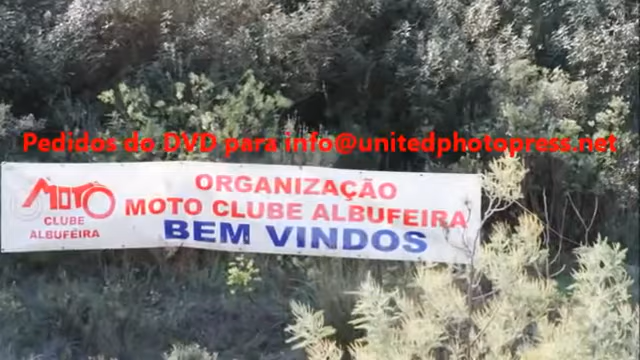 Pedidos do DVD para info@unitedphotopress.net
ORGANIZAÇÃO
MOTO CLUBE ALBUFEIRA
BEM VINDOS
MOTO
CLUBE
ALBUFEIRA